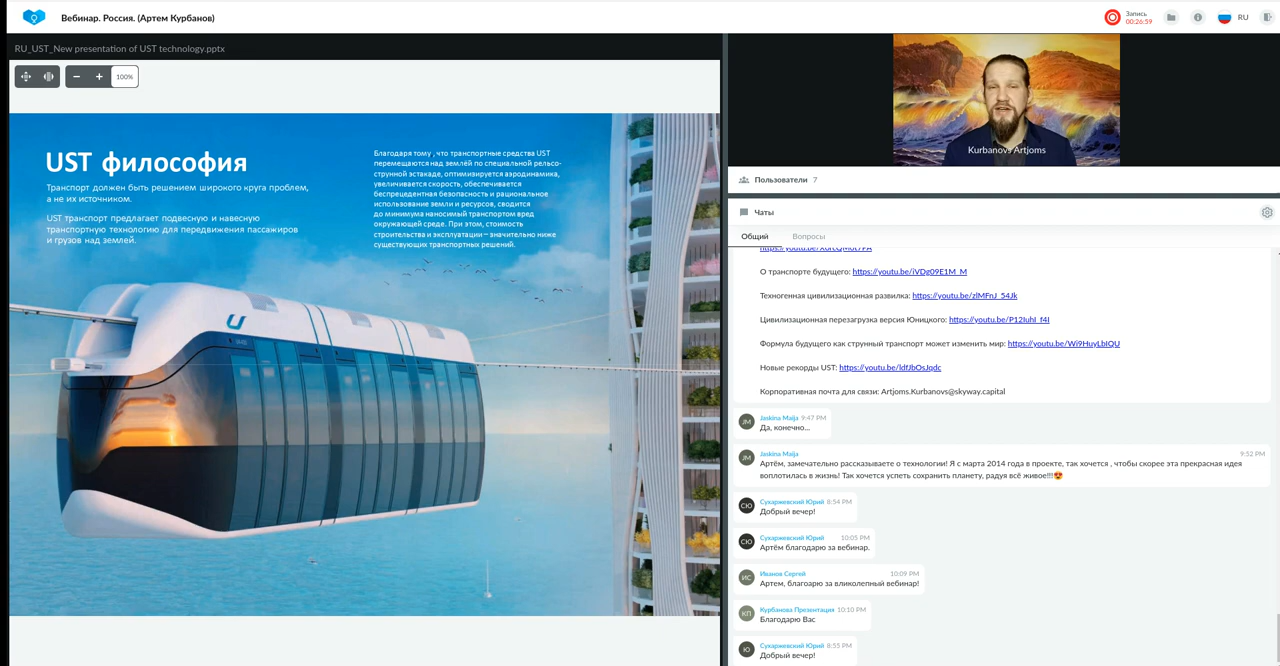 Вебинар. Россия. (Артем Курбанов)
Запись
00:26:59
RU
RU_UST_New presentation of UST technology.pptx
100%
UST философия
Транспорт должен быть решением широкого круга проблем,
а не их источником.
UST транспорт предлагает подвесную и навесную
транспортную технологию для передвижения пассажиров
и грузов над землей.
Благодаря тому , что транспортные средства UST
перемещаются над землёй по специальной рельсо-
струнной эстакаде, оптимизируется аэродинамика,
увеличивается скорость, обеспечивается
беспрецедентная безопасность и рациональное
использование земли и ресурсов, сводится
до минимума наносимый транспортом вред
окружающей среде. При этом, стоимость
строительства и эксплуатации – значительно ниже
существующих транспортных решений.
Kurbanovs Artjoms
Пользователи 7
Чаты
Общий Вопросы
О транспорте будущего: https://youtu.be/iVDg09E1M_M
Техногенная цивилизационная развилка: https://youtu.be/zlMFnJ_54Jk
Цивилизационная перезагрузка версия Юницкого: https://youtu.be/P12IuhI_f4I
Формула будущего как струнный транспорт может изменить мир: https://youtu.be/Wi9HuyLbIQU
Новые рекорды UST: https://youtu.be/ldfJbOsJqdc
Корпоративная почта для связи: Artjoms.Kurbanovs@skyway.capital
JM Jaskina Maija 9:47 PM
Да, конечно...
JM Jaskina Maija 9:52 PM
Артём, замечательно рассказываете о технологии! Я с марта 2014 года в проекте, так хочется , чтобы скорее эта прекрасная идея
воплотилась в жизнь! Так хочется успеть сохранить планету, радуя всё живое!!!😍
СЮ Сухаржевский Юрий 8:54 PM
Добрый вечер!
СЮ Сухаржевский Юрий 10:05 PM
Артём благодарю за вебинар.
ИС Иванов Сергей 10:09 PM
Артем, благоарю за вликолепный вебинар!
КП Курбанова Презентация 10:10 PM
Благодарю Вас
Ю Сухаржевский Юрий 8:55 PM
Добрый вечер!